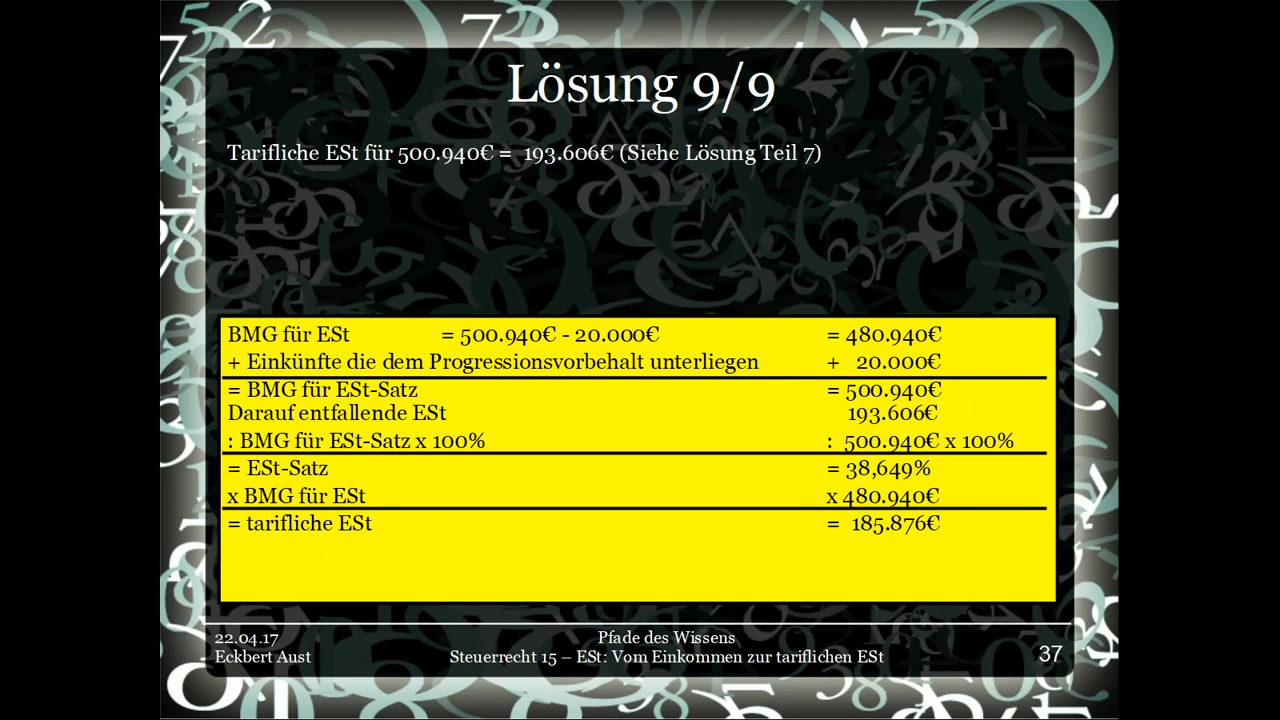 Lösung 9/9
Tarifliche ESt für 500.940€ = 193.606€ (Siehe Lösung Teil 7)
BMG für ESt = 500.940€ - 20.000€ = 480.940€
+ Einkünfte die dem Progressionsvorbehalt unterliegen + 20.000€
= BMG für ESt-Satz = 500.940€
Darauf entfallende ESt 193.606€
: BMG für ESt-Satz x 100% : 500.940€ x 100%
= ESt-Satz = 38,649%
x BMG für ESt x 480.940€
= tarifliche ESt = 185.876€
22.04.17 Pfade des Wissens
Eckbert Aust Steuerrecht 15 – ESt: Vom Einkommen zur tariflichen ESt 37